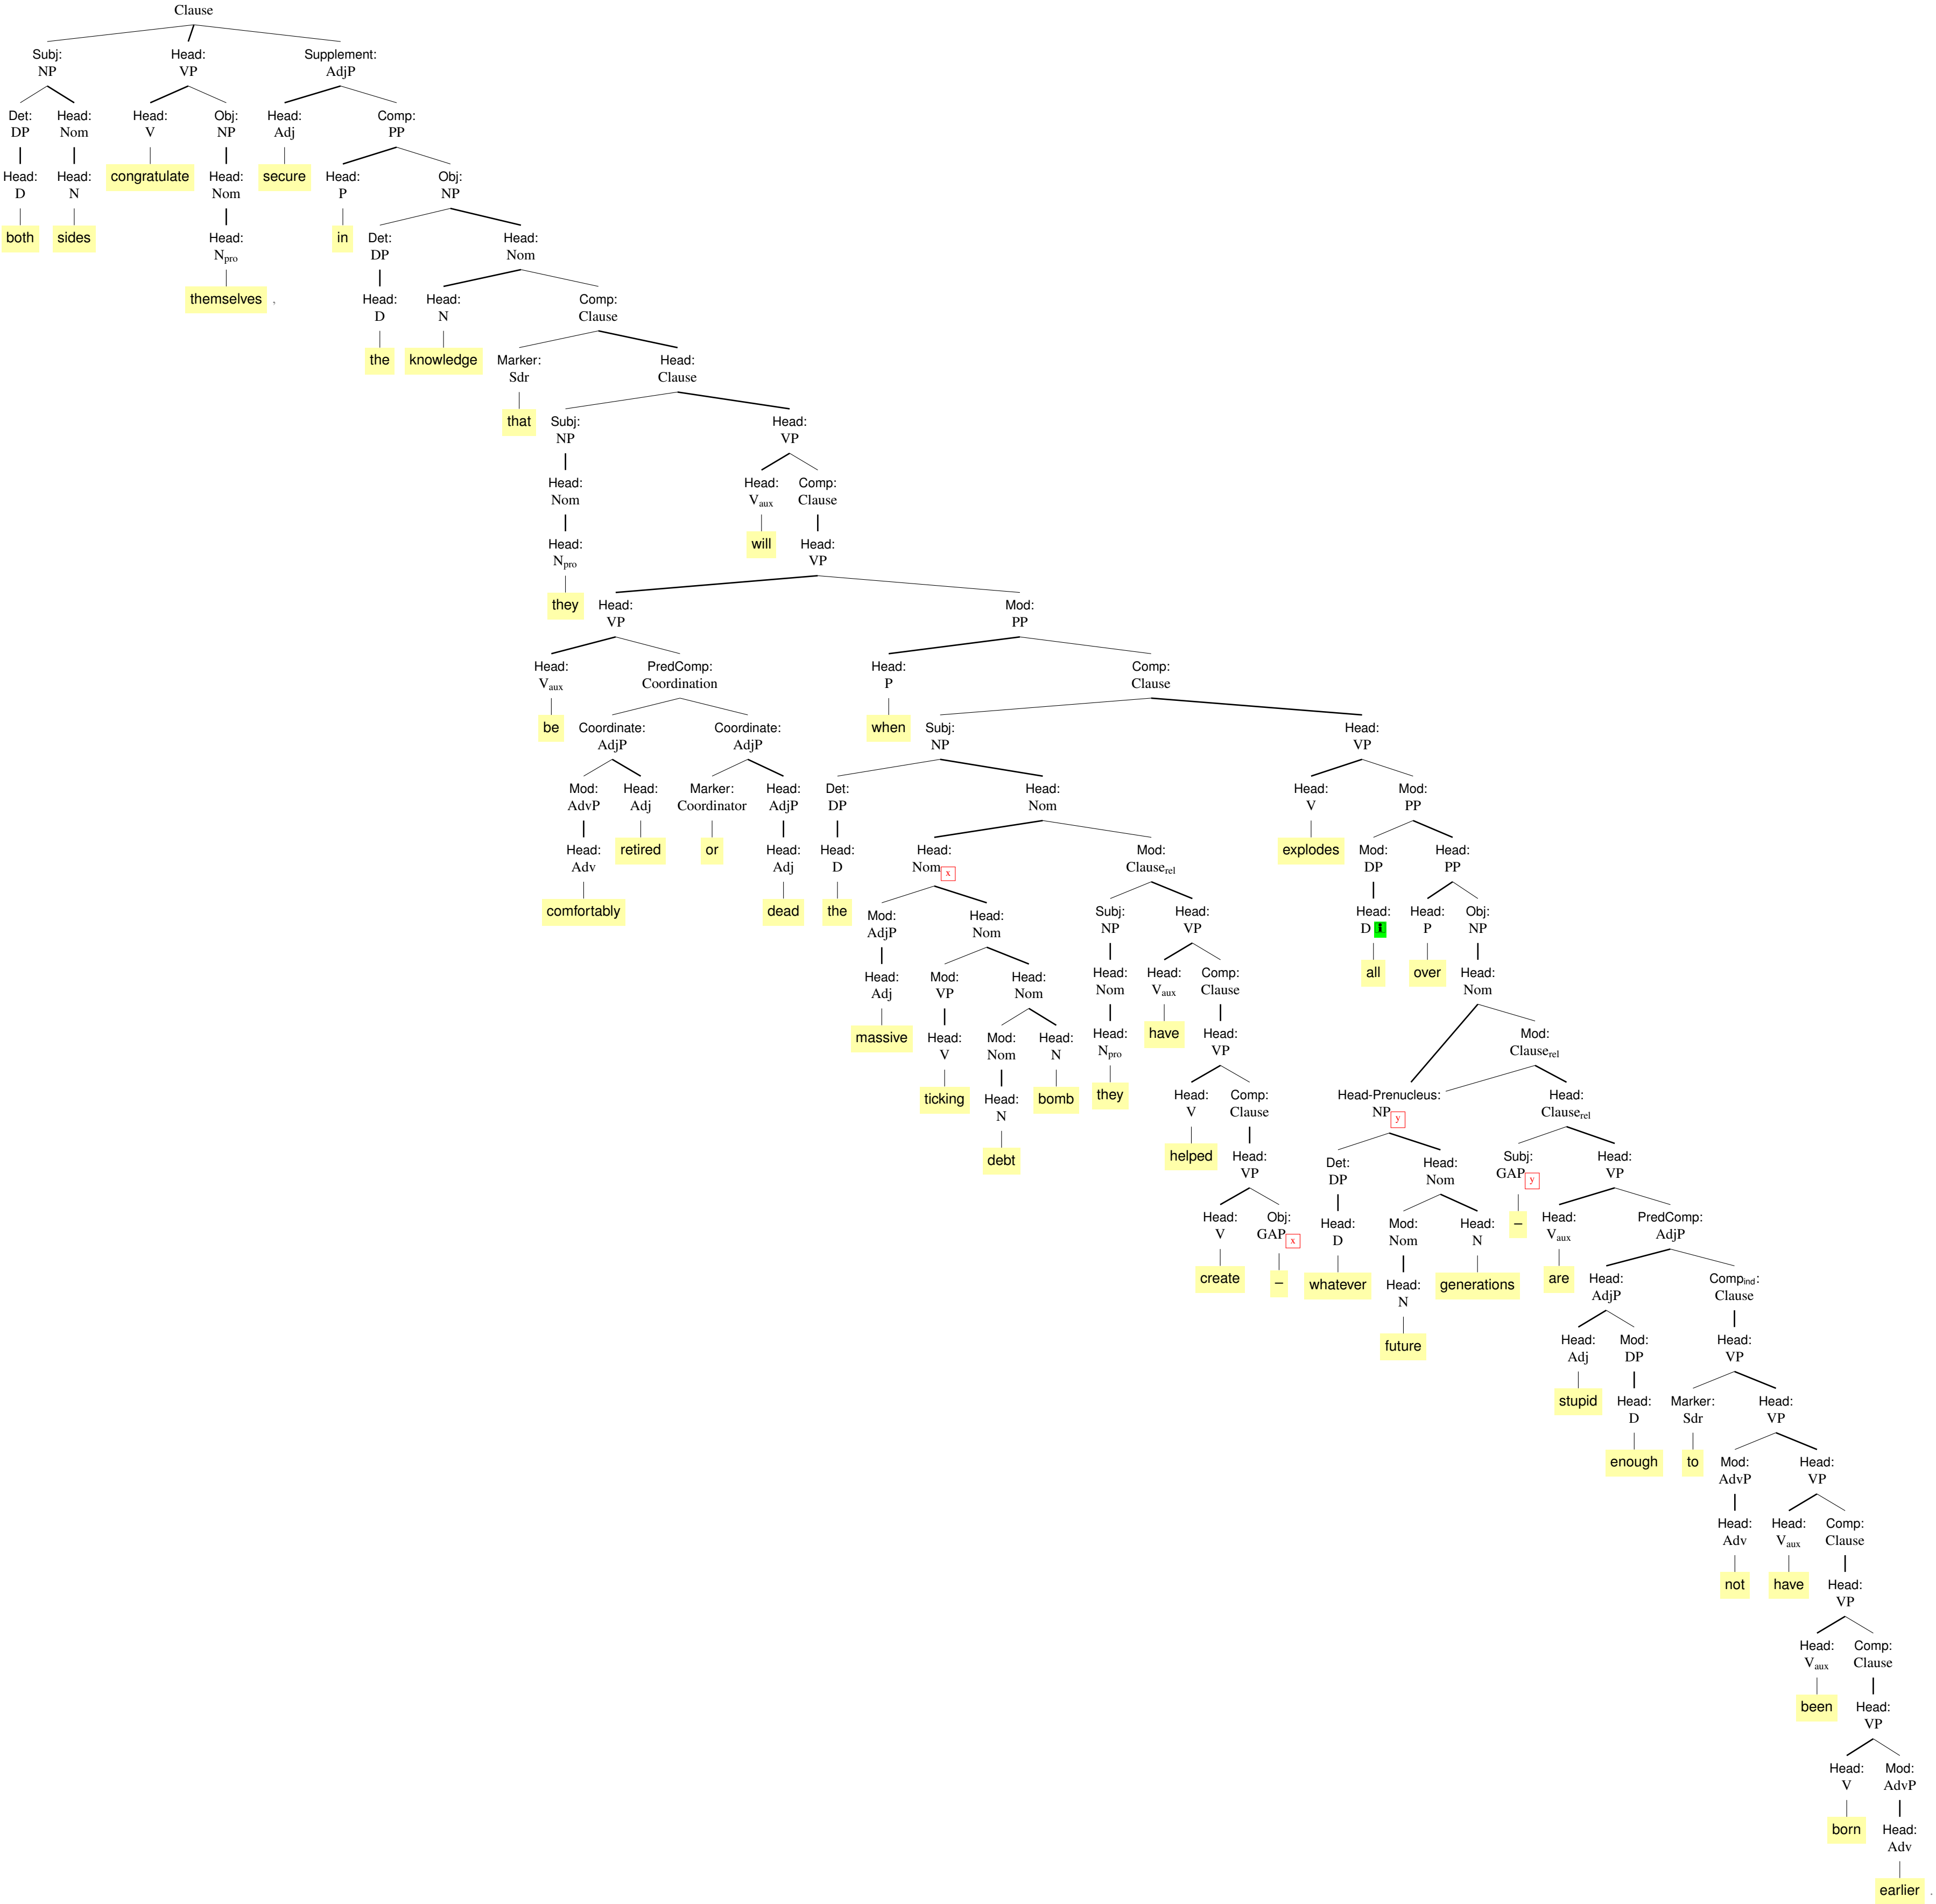 Clause
Subj: Head: Supplement:
NP VP AdjP
Det: Head: Head: Obj: Head: Comp:
DP Nom V NP Adj PP
Head: Head: congratulate Head: secure Head: Obj:
D N Nom P NP
both sides Head: in Det: Head:
Npro DP Nom
themselves , Head: Head: Comp:
D N Clause
the knowledge Marker: Head:
Sdr Clause
that Subj: Head:
NP VP
Head: Head: Comp:
Nom Vaux Clause
Head: will Head:
Npro VP
they Head: Mod:
VP PP
Head: PredComp: Head: Comp:
Vaux Coordination P Clause
be Coordinate: Coordinate: when Subj: Head:
AdjP AdjP NP VP
Mod: Head: Marker: Head: Det: Head: Head: Mod:
AdvP Adj Coordinator AdjP DP Nom V PP
Head: retired or Head: Head: Head: Mod: explodes Mod: Head:
Adv Adj D Nom x Clauserel DP PP
comfortably dead the Mod: Head: Subj: Head: Head: Head: Obj:
AdjP Nom NP VP D P NP
Head: Mod: Head: Head: Head: Comp: all over Head:
Adj VP Nom Nom Vaux Clause Nom
massive Head: Mod: Head: Head: have Head: Mod:
V Nom N Npro VP Clauserel
ticking Head: bomb they Head: Comp: Head-Prenucleus: Head:
N V Clause NP y Clauserel
debt helped Head: Det: Head: Subj: Head:
VP DP Nom GAP y VP
Head: Obj: Head: Mod: Head: – Head: PredComp:
V GAP x D Nom N Vaux AdjP
create – whatever Head: generations are Head: Compind:
N AdjP Clause
future Head: Mod: Head:
Adj DP VP
stupid Head: Marker: Head:
D Sdr VP
enough to Mod: Head:
AdvP VP
Head: Head: Comp:
Adv Vaux Clause
not have Head:
VP
Head: Comp:
Vaux Clause
been Head:
VP
Head: Mod:
V AdvP
born Head:
Adv
earlier .